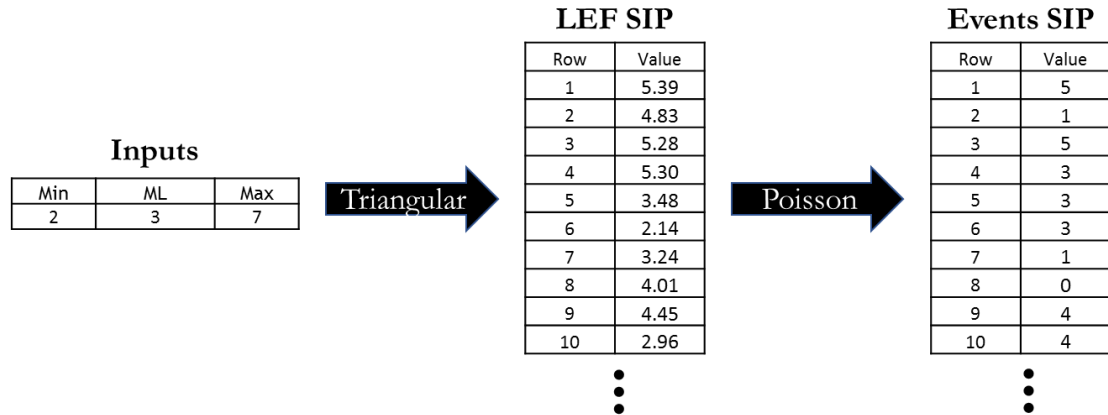 LEF SIP
Events SIP
Inputs
Min ML Max
2 3 7
Triangular
Row Value
1 5.39
2 4.83
3 5.28
4 5.30
5 3.48
6 2.14
7 3.24
8 4.01
9 4.45
10 2.96
Poisson
Row Value
1 5
2 1
3 5
4 3
5 3
6 3
7 1
8 0
9 4
10 4